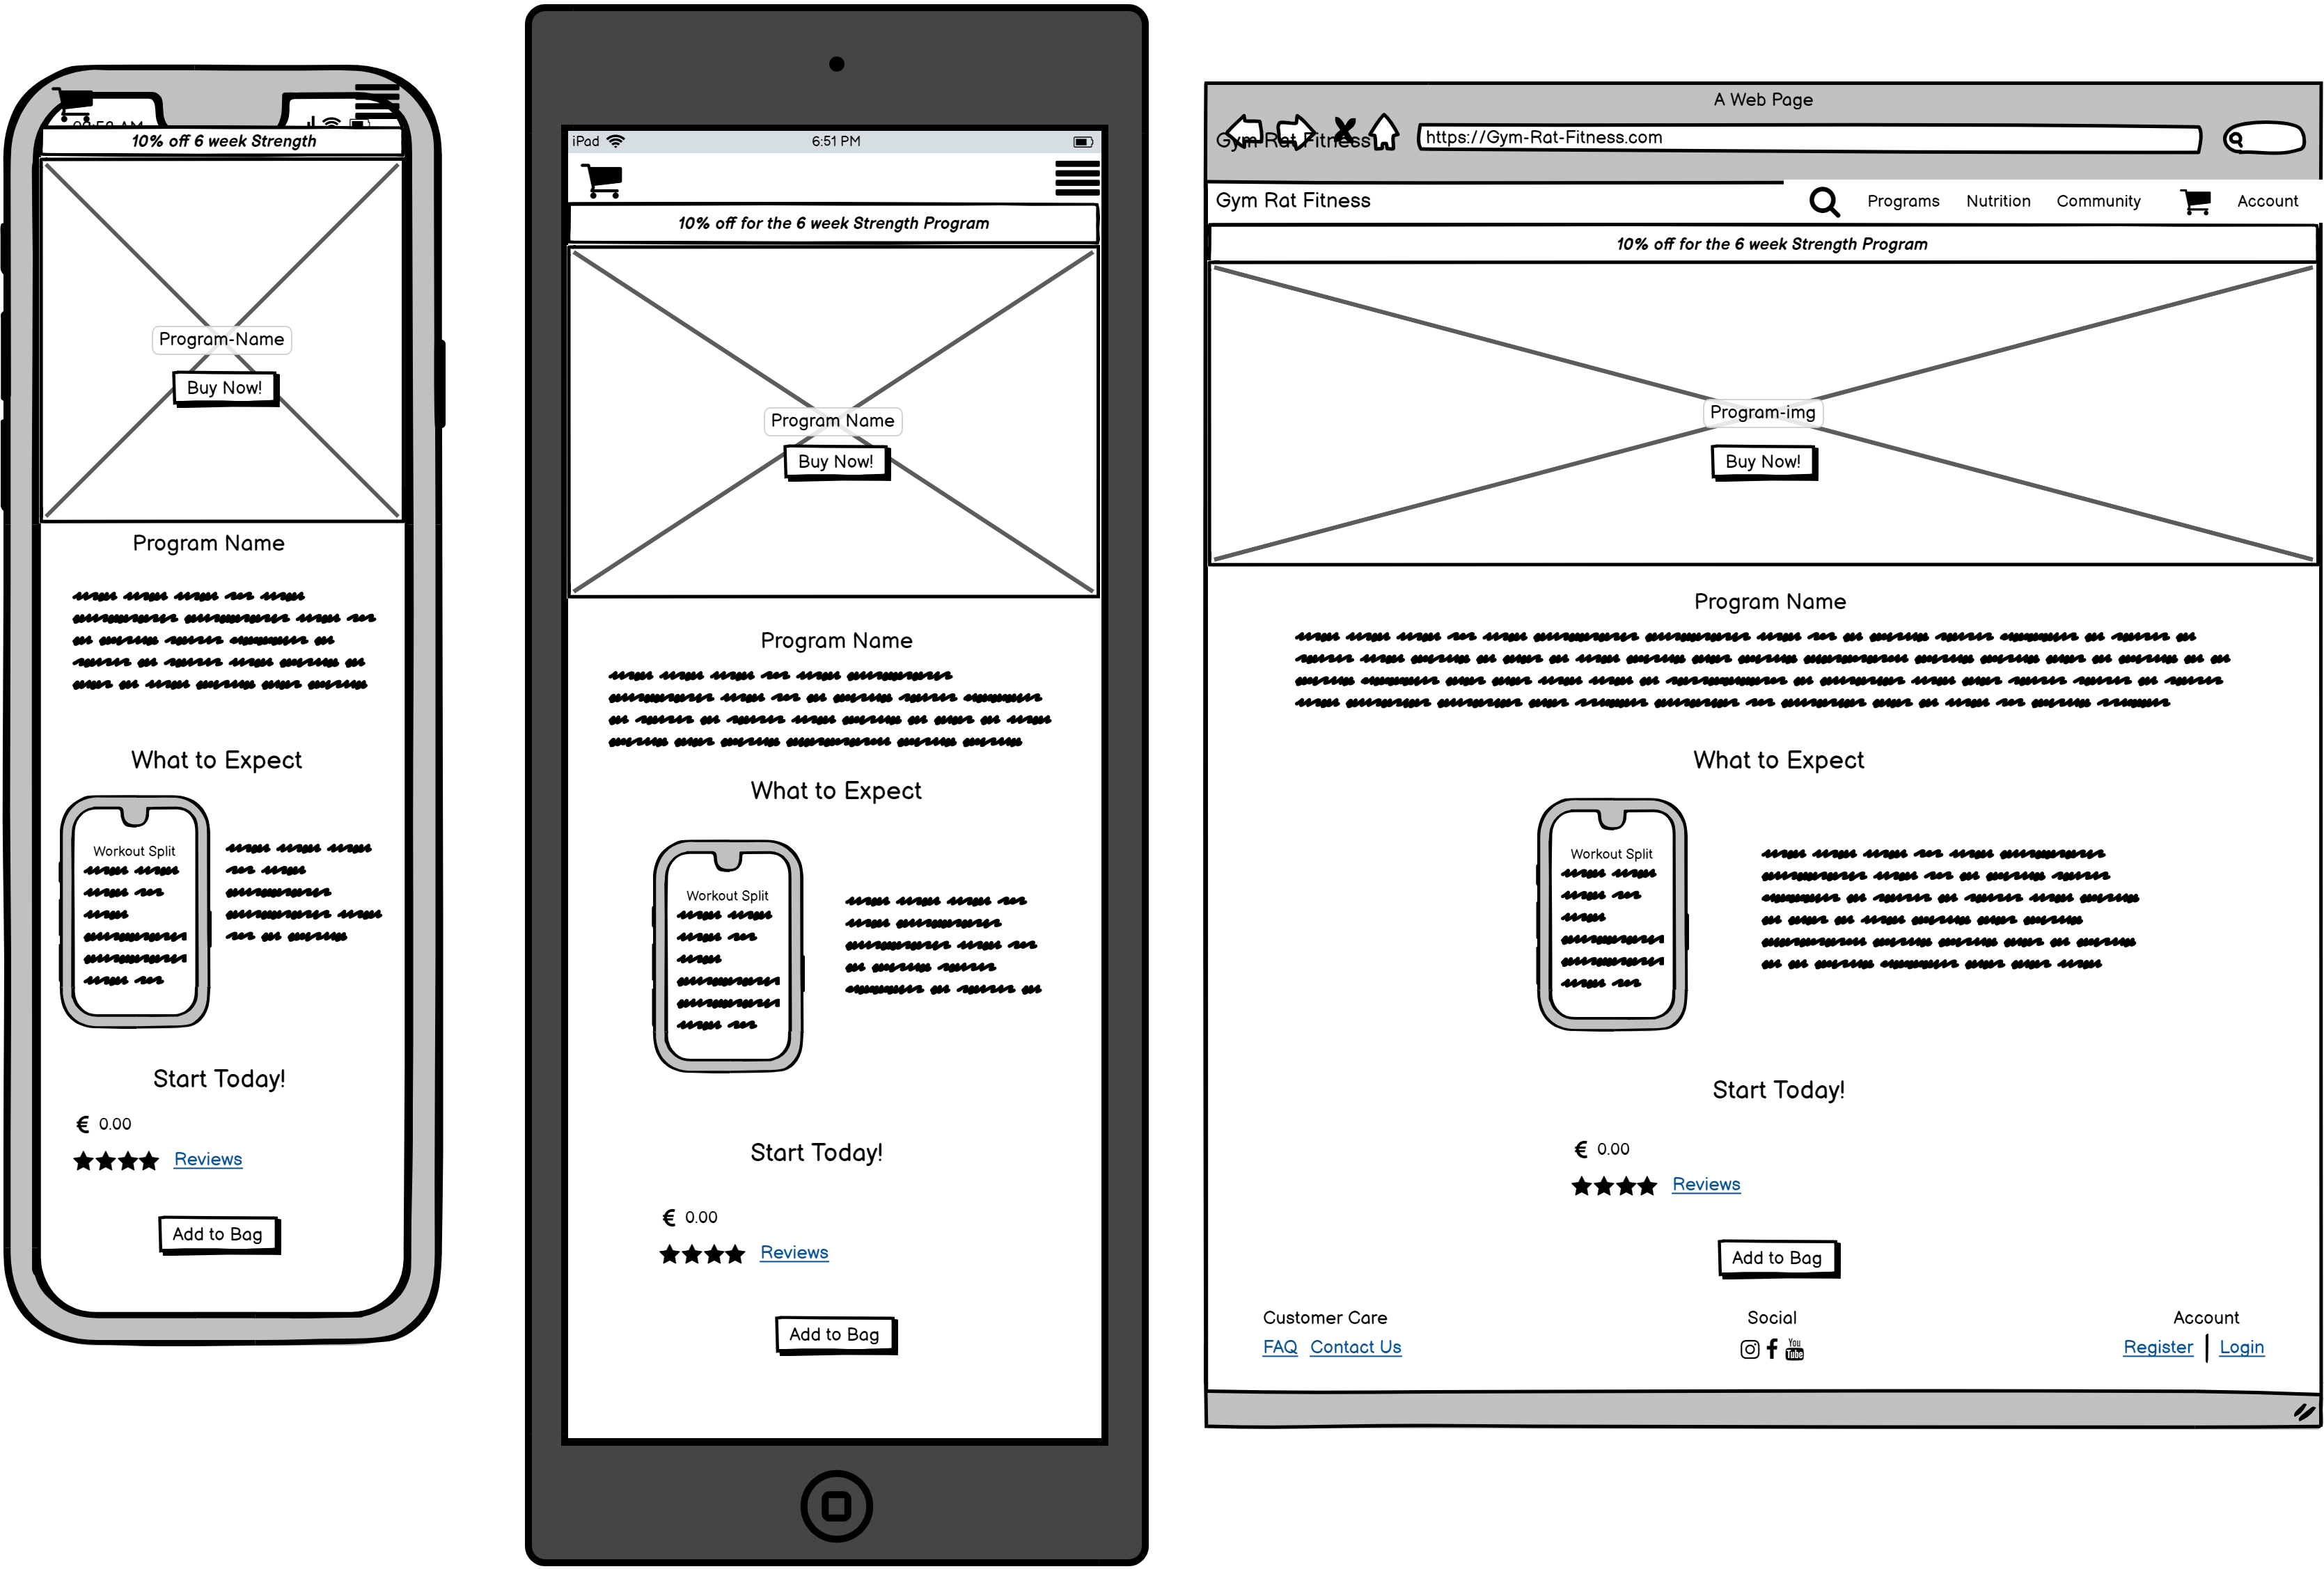 10% off 6 week Strength
Program-Name
Buy Now!
Program Name
What to Expect
Workout Split
Start Today!
€ 0.00
Reviews
Add to Bag
iPad
6:51 PM
10% off for the 6 week Strength Program
Program Name
Buy Now!
Program Name
What to Expect
Workout Split
Start Today!
€ 0.00
Reviews
Add to Bag
A Web Page
Gym Rat Fitness
https://Gym-Rat-Fitness.com
Gym Rat Fitness
Programs Nutrition Community Account
10% off for the 6 week Strength Program
Program-img
Buy Now!
Program Name
What to Expect
Workout Split
Start Today!
€ 0.00
Reviews
Add to Bag
Customer Care Social Account
FAQ Contact Us You Tube Register Login